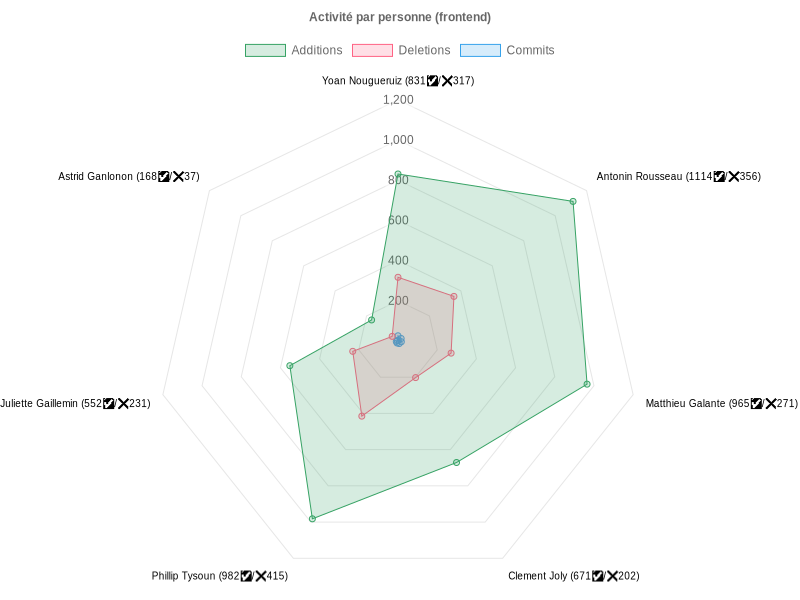 Activité par personne (frontend)
Additions Deletions Commits
Yoan Nougueruiz (831✅/❌317)
1,200
1,000
Astrid Ganlonon (168✅/❌37)
Antonin Rousseau (1114✅/❌356)
800
600
400
200
Juliette Gaillemin (552✅/❌231)
Matthieu Galante (965✅/❌271)
Phillip Tysoun (982✅/❌415)
Clement Joly (671✅/❌202)